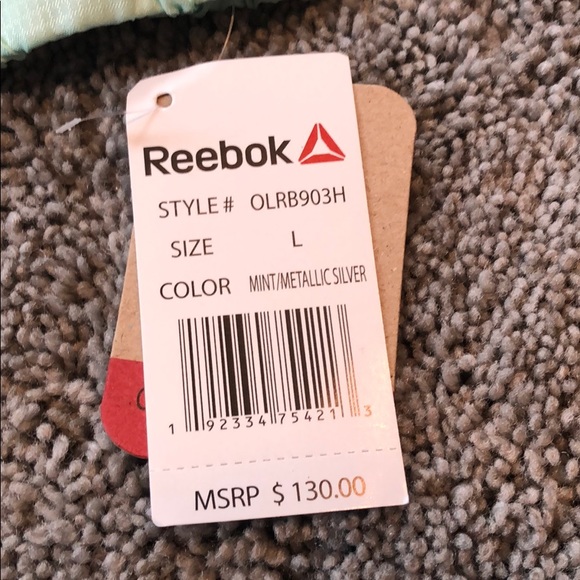 Reebok
STYLE # OLRB903H
SIZE L
COLOR MINT/METALLIC SILVER
1 92334 75421 3
MSRP $ 130.00